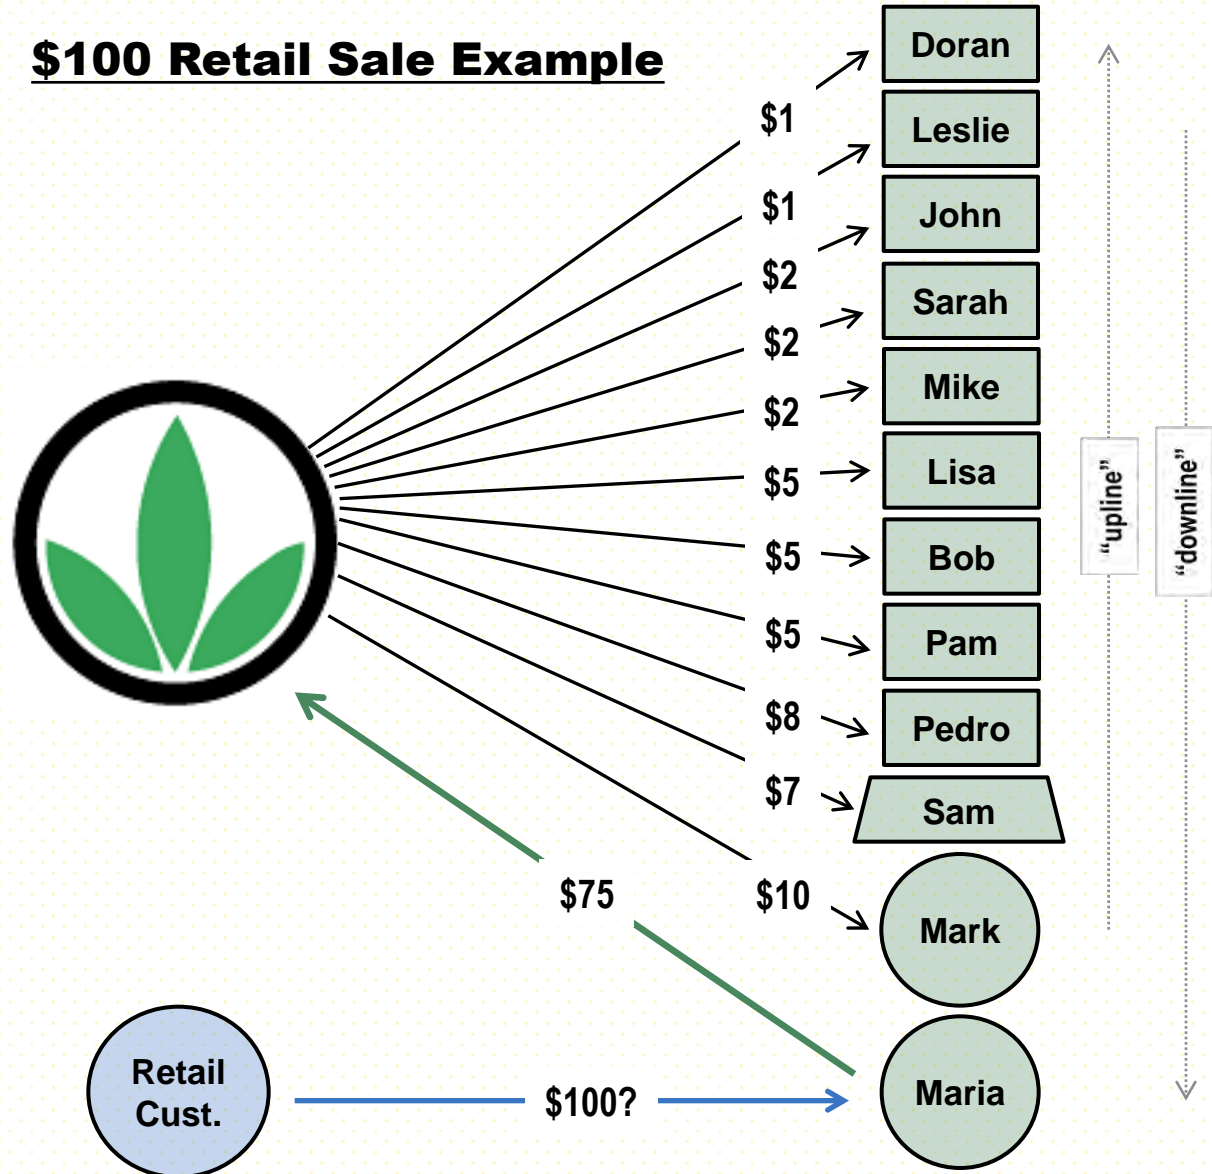 $100 Retail Sale Example
Doran
$1
Leslie
$1
John
$2
Sarah
$2
Mike
$2
Lisa
$5
Bob
$5
Pam
$5
Pedro
$8
Sam
$7
Mark
$10
$75
Maria
Retail
Cust.
$100?
“upline”
“downline”